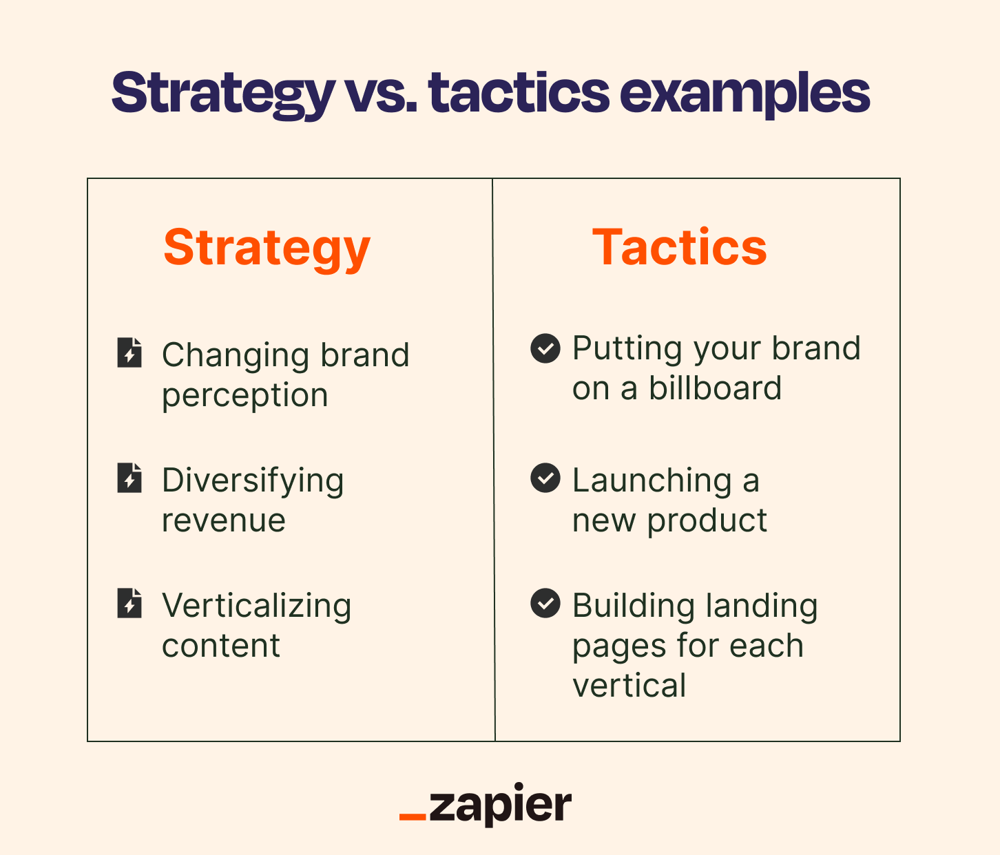 Strategy vs. tactics examples
Strategy
Changing brand
perception
Diversifying
revenue
Verticalizing
content
Tactics
Putting your brand
on a billboard
Launching a
new product
Building landing
pages for each
vertical
_zapier